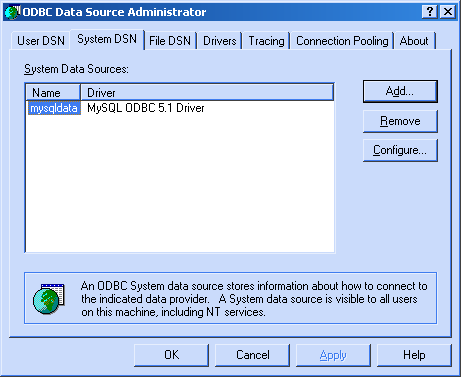 ODBC Data Source Administrator
User DSN System DSN File DSN Drivers Tracing Connection Pooling About
System Data Sources:
Name Driver
mysqldata MySQL ODBC 5.1 Driver
Add...
Remove
Configure...
An ODBC System data source stores information about how to connect to
the indicated data provider. A System data source is visible to all users
on this machine, including NT services.
OK Cancel Apply Help